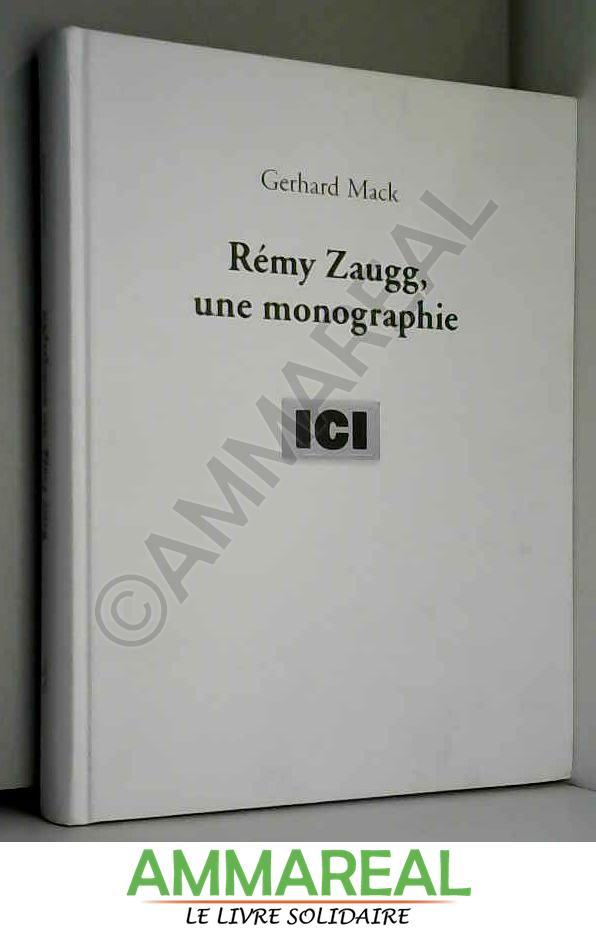 Gerhard Mack
Rémy Zaugg,
une monographie
ICI
©AMMAREAL
AMMAREAL
LE LIVRE SOLIDAIRE